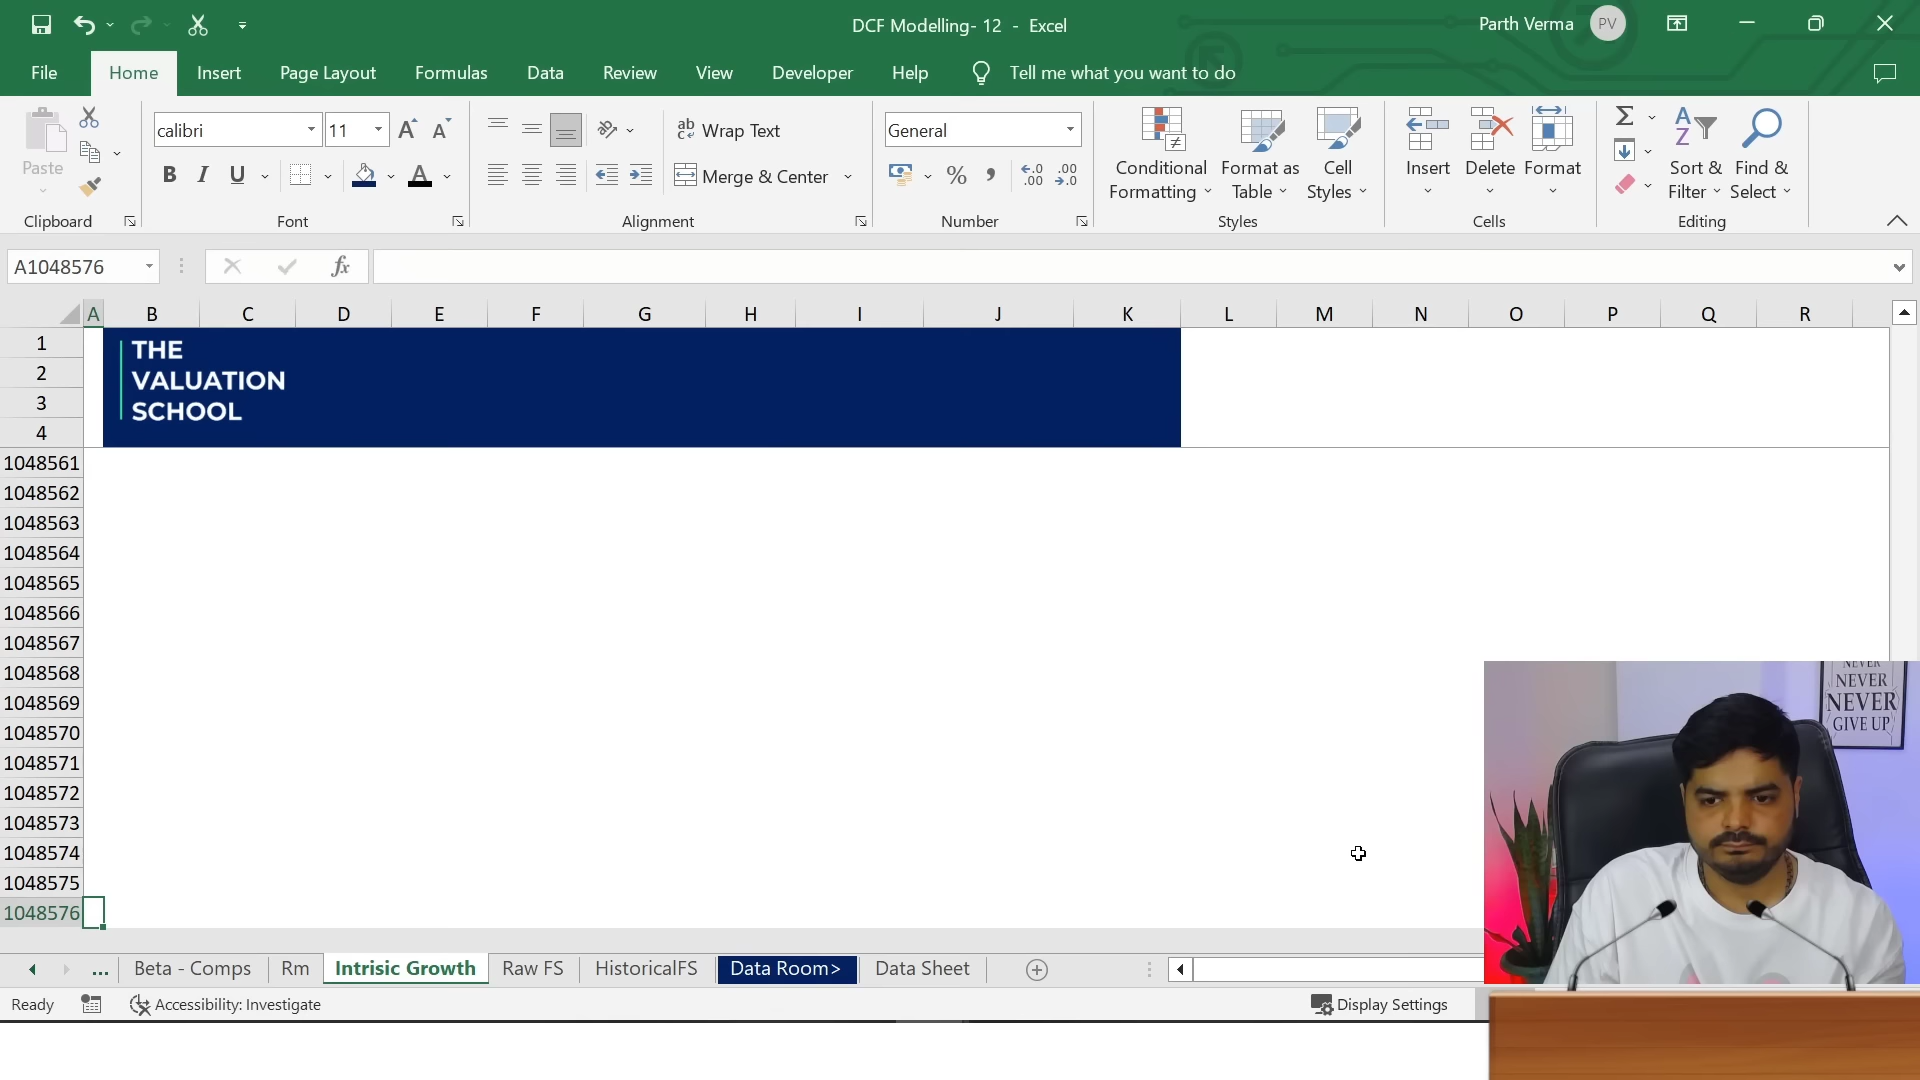 DCF Modelling- 12 - Excel
Parth Verma
PV
File
Home
Insert
Page Layout
Formulas
Data
Review
View
Developer
Help
Tell me what you want to do
Paste
Clipboard
calibri
11
B I U
A
Font
ab Wrap Text
Merge & Center
Alignment
General
%
Number
Conditional
Formatting
Format as
Table
Cell
Styles
Styles
Insert
Delete
Format
Cells
Sort &
Filter
Find &
Select
Editing
A1048576
fx
A B C D E F G H I J K L M N O P Q R
1
2
3
4
THE
VALUATION
SCHOOL
1048561
1048562
1048563
1048564
1048565
1048566
1048567
1048568
1048569
1048570
1048571
1048572
1048573
1048574
1048575
1048576
NEVER
NEVER
NEVER
GIVE UP
...
Beta - Comps
Rm
Intrisic Growth
Raw FS
HistoricalFS
Data Room>
Data Sheet
Ready
Accessibility: Investigate
Display Settings